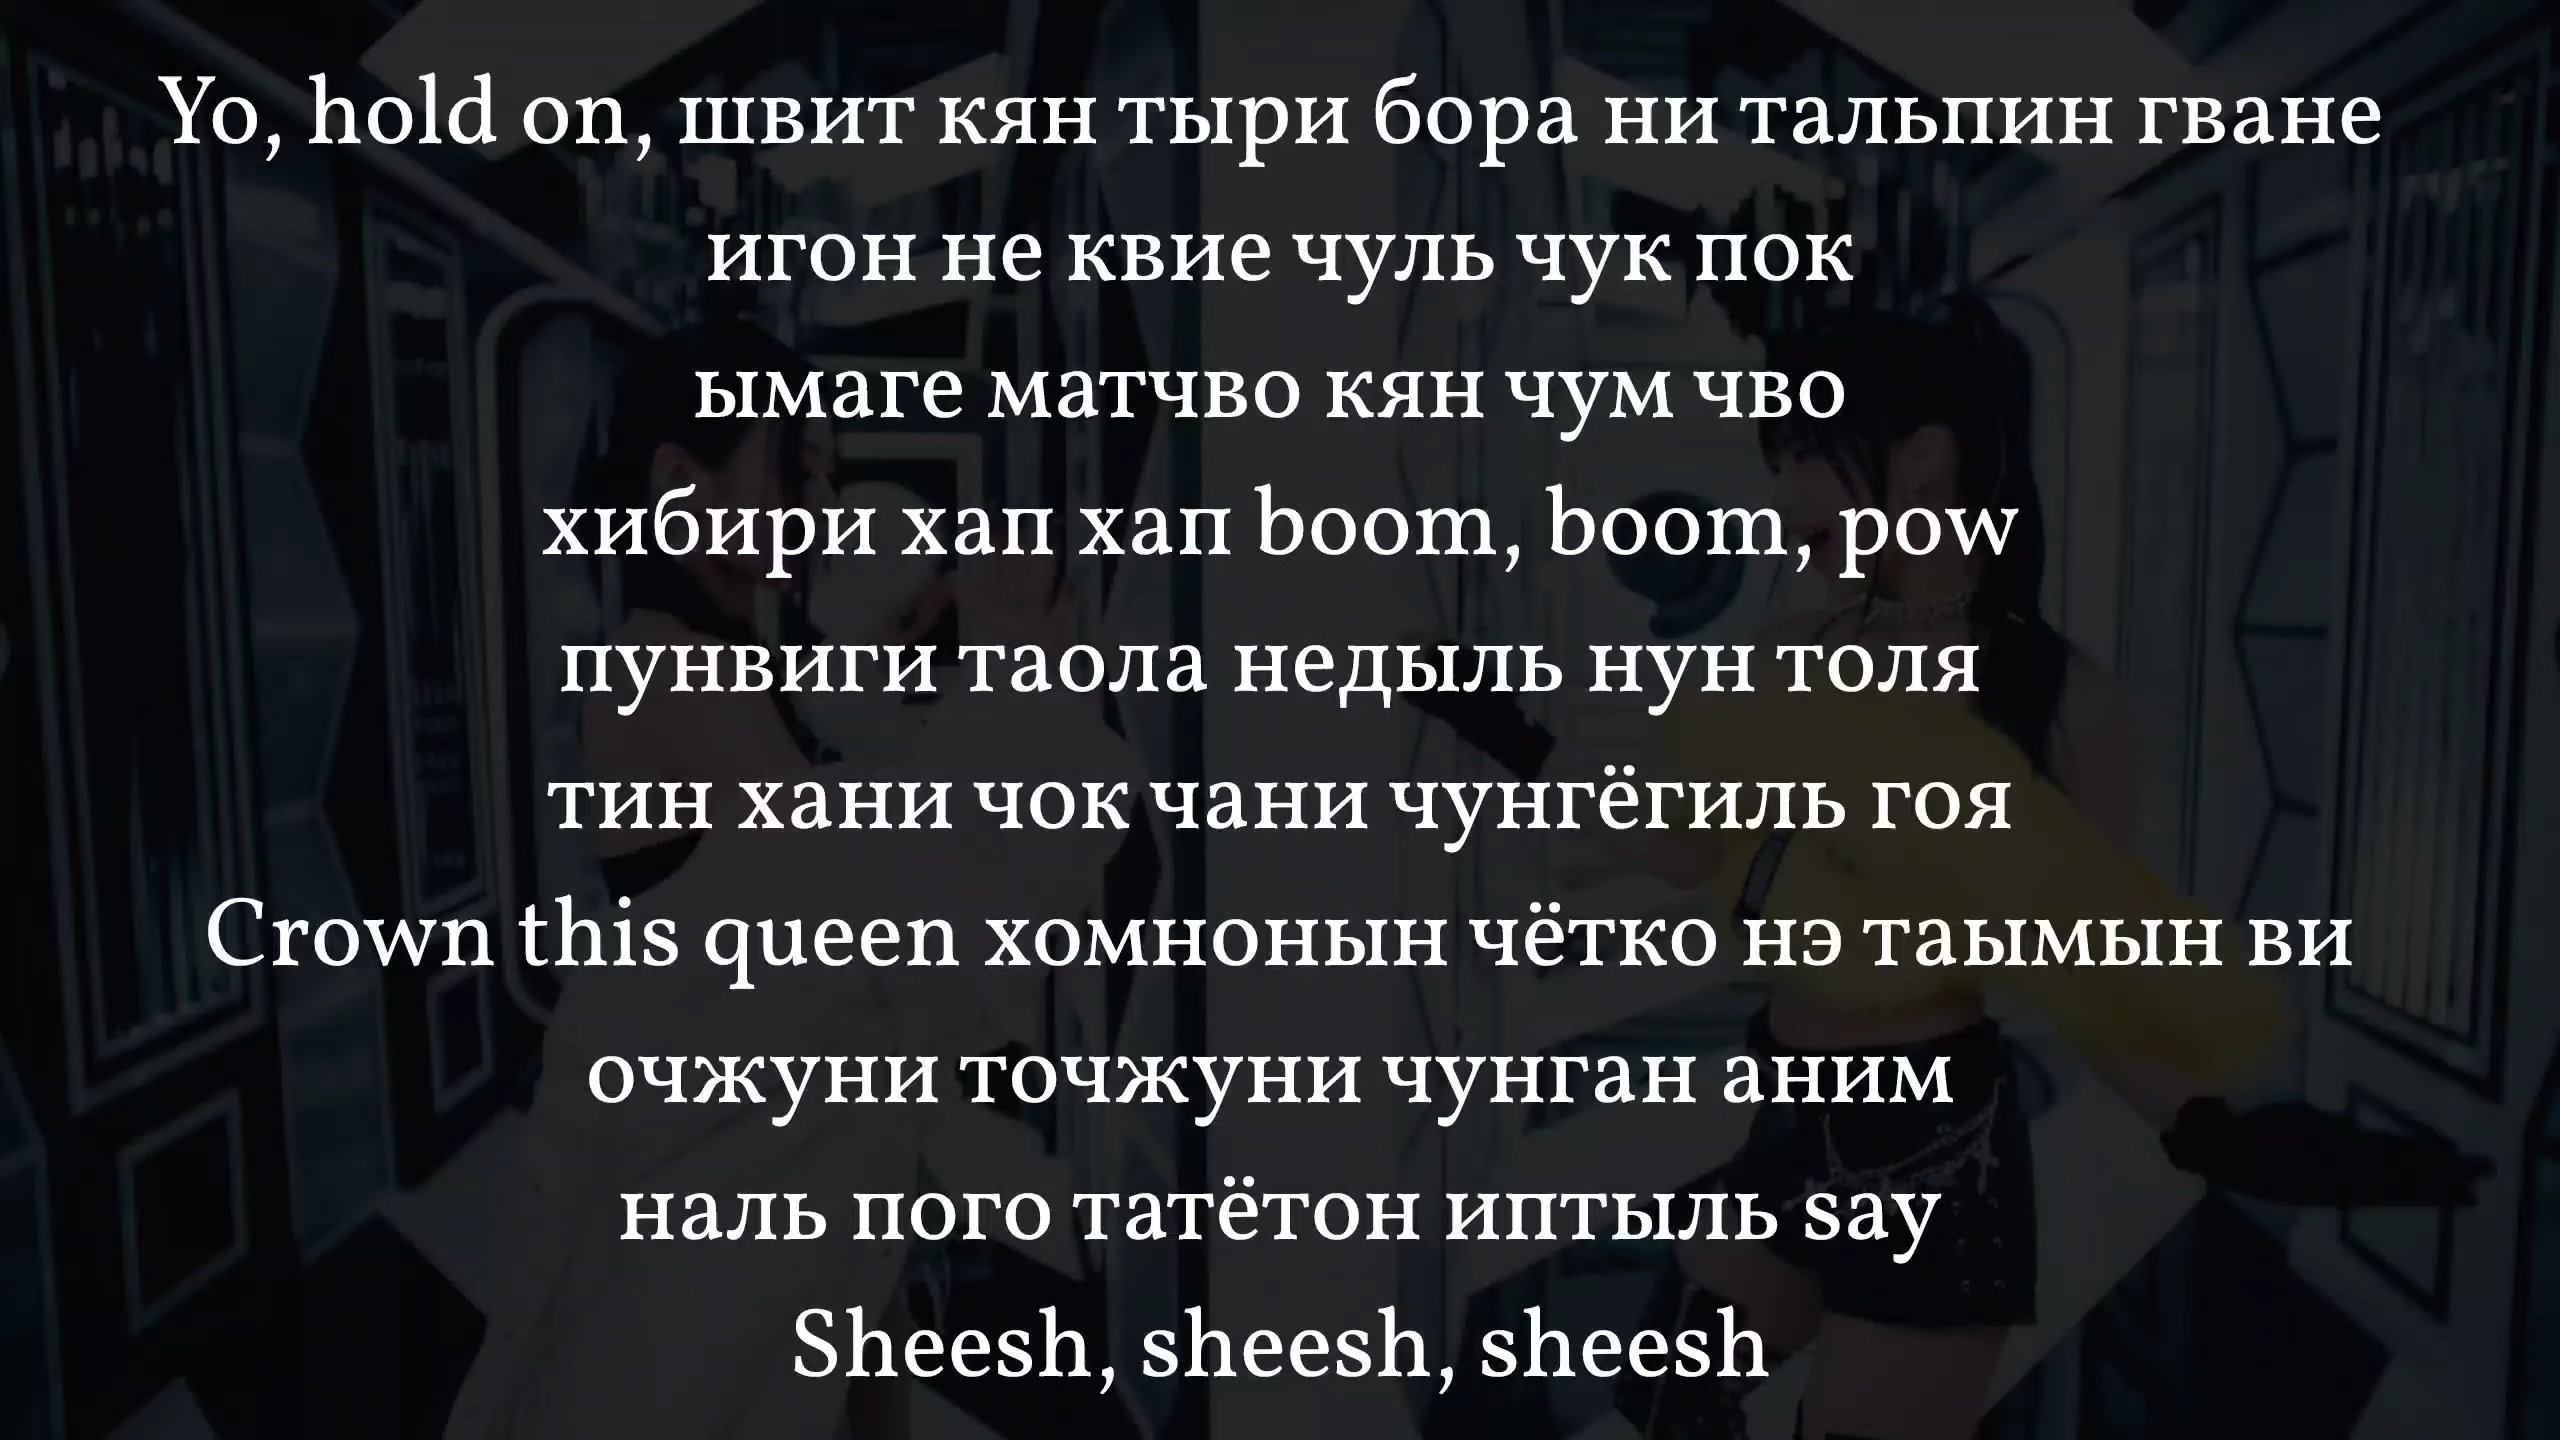 Yo, hold on, швит кян тыри бора ни тальпин гване
игон не квие чуль чук пок
ымаге матчво кян чум чво
хибири хап хап boom, boom, pow
пунвиги таола недыль нун толя
тин хани чок чани чунгёгиль гоя
Crown this queen хомнонын чётко нэ таымын ви
очжуни точжуни чунган аним
наль пого татётон иптыль say
Sheesh, sheesh, sheesh